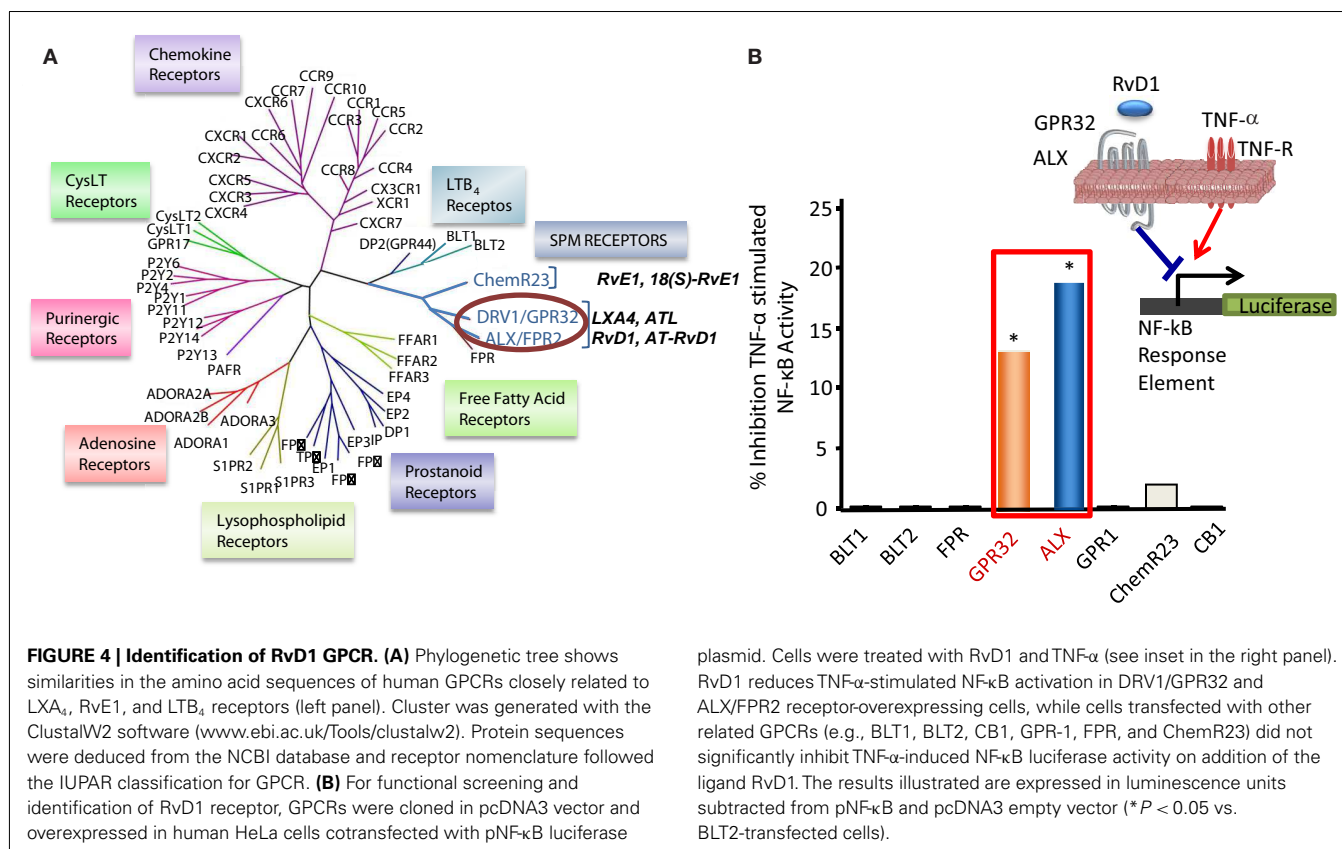 A
Chemokine
Receptors
CCR9
CCR7
CCR10
CXCR6
CCR1
CCR3
CCR5
CCR2
CXCR1
CCR6
CXCR2
CCR4
CCR8
CXCR5
CX3CR1
CXCR3
XCR1
CXCR4
CXCR7
LTB4
Receptos
CysLT
Receptors
CysLT2
CysLT1
GPR17
DP2(GPR44)
BLT1
BLT2
SPM RECEPTORS
ChemR23
RvE1, 18(S)-RvE1
DRV1/GPR32
LXA4, ATL
ALX/FPR2
RvD1, AT-RvD1
FPR
P2Y6
P2Y2
P2Y4
P2Y1
P2Y11
P2Y12
P2Y14
P2Y13
PAFR
Purinergic
Receptors
FFAR1
FFAR2
FFAR3
Free Fatty Acid
Receptors
ADORA2A
ADORA2B
ADORA3
ADORA1
Adenosine
Receptors
EP4
EP2
DP1
EP3
IP
FP
TP
EP1
FP
FP
Prostanoid
Receptors
S1PR2
S1PR1
S1PR3
Lysophospholipid
Receptors
B
RvD1
GPR32
ALX
TNF-α
TNF-R
NF-kB
Response
Element
Luciferase
% Inhibition TNF-α stimulated
NF-κB Activity
25
20
15
10
5
0
*
*
BLT1
BLT2
FPR
GPR32
ALX
GPR1
ChemR23
CB1
FIGURE 4 | Identification of RvD1 GPCR. (A) Phylogenetic tree shows
similarities in the amino acid sequences of human GPCRs closely related to
LXA4, RvE1, and LTB4 receptors (left panel). Cluster was generated with the
ClustalW2 software (www.ebi.ac.uk/Tools/clustalw2). Protein sequences
were deduced from the NCBI database and receptor nomenclature followed
the IUPAR classification for GPCR. (B) For functional screening and
identification of RvD1 receptor, GPCRs were cloned in pcDNA3 vector and
overexpressed in human HeLa cells cotransfected with pNF-κB luciferase
plasmid. Cells were treated with RvD1 and TNF-α (see inset in the right panel).
RvD1 reduces TNF-α-stimulated NF-κB activation in DRV1/GPR32 and
ALX/FPR2 receptor-overexpressing cells, while cells transfected with other
related GPCRs (e.g., BLT1, BLT2, CB1, GPR-1, FPR, and ChemR23) did not
significantly inhibit TNF-α-induced NF-κB luciferase activity on addition of the
ligand RvD1. The results illustrated are expressed in luminescence units
subtracted from pNF-κB and pcDNA3 empty vector (*P < 0.05 vs.
BLT2-transfected cells).